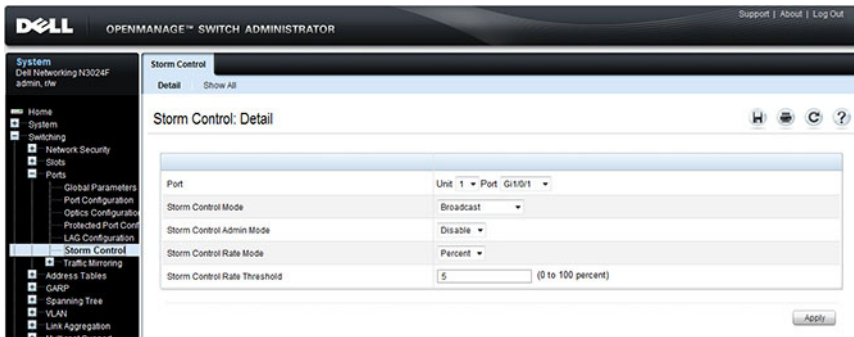 Support | About | Log Out
DELL OPENMANAGE™ SWITCH ADMINISTRATOR
System
Dell Networking N3024F
admin, r/w
Home
System
Switching
Network Security
Slots
Ports
Global Parameters
Port Configuration
Optics Configuration
Protected Port Conf
LAG Configuration
Storm Control
Traffic Mirroring
Address Tables
GARP
Spanning Tree
VLAN
Link Aggregation
Storm Control
Detail Show All
Storm Control: Detail
Port Unit 1 Port Gi1/0/1
Storm Control Mode Broadcast
Storm Control Admin Mode Disable
Storm Control Rate Mode Percent
Storm Control Rate Threshold 5 (0 to 100 percent)
Apply